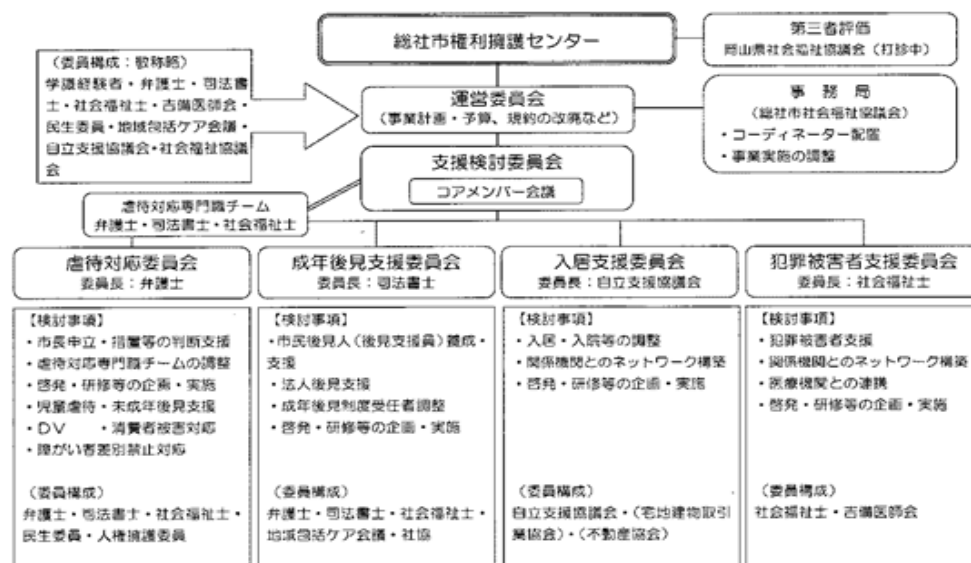 総社市権利擁護センター
第三者評価
岡山県社会福祉協議会(打診中)
(委員構成:敬称略)
学識経験者・弁護士・司法書
士・社会福祉士・吉備医師会・
民生委員・地域包括ケア会議・
自立支援協議会・社会福祉協議
会
運営委員会
(事業計画・予算、規約の改廃など)
事 務 局
(総社市社会福祉協議会)
・コーディネーター配置
・事業実施の調整
支援検討委員会
コアメンバー会議
虐待対応専門職チーム
弁護士・司法書士・社会福祉士
虐待対応委員会
委員長:弁護士
【検討事項】
・市長申立・措置等の判断支援
・虐待対応専門職チームの調整
・啓発・研修等の企画・実施
・児童虐待・未成年後見支援
・DV ・消費者被害対応
・障がい者差別禁止対応
(委員構成)
弁護士・司法書士・社会福祉士・
民生委員・人権擁護委員
成年後見支援委員会
委員長:司法書士
【検討事項】
・市民後見人(後見支援員)養成・
支援
・法人後見支援
・成年後見制度受任者調整
・啓発・研修等の企画・実施
(委員構成)
弁護士・司法書士・社会福祉士・
地域包括ケア会議・社協
入居支援委員会
委員長:自立支援協議会
【検討事項】
・入居・入院等の調整
・関係機関とのネットワーク構築
・啓発・研修等の企画・実施
(委員構成)
自立支援協議会・(宅地建物取引
業協会)・(不動産協会)
犯罪被害者支援委員会
委員長:社会福祉士
【検討事項】
・犯罪被害者支援
・関係機関とのネットワーク構築
・医療機関との連携
・啓発・研修等の企画・実施
(委員構成)
社会福祉士・吉備医師会